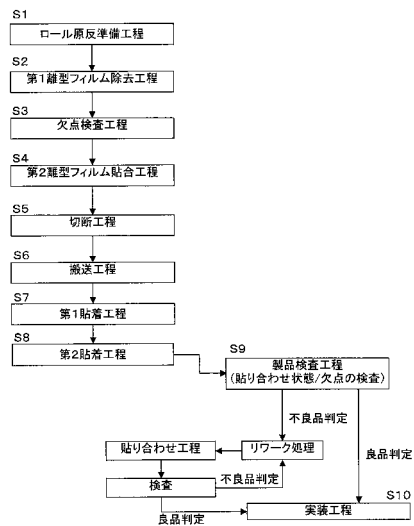 S1
ロール原反準備工程
S2
第1離型フィルム除去工程
S3
欠点検査工程
S4
第2離型フィルム貼合工程
S5
切断工程
S6
搬送工程
S7
第1貼着工程
S8
第2貼着工程
S9
製品検査工程
(貼り合わせ状態/欠点の検査)
不良品判定
良品判定
貼り合わせ工程
リワーク処理
検査
不良品判定
良品判定
S10
実装工程